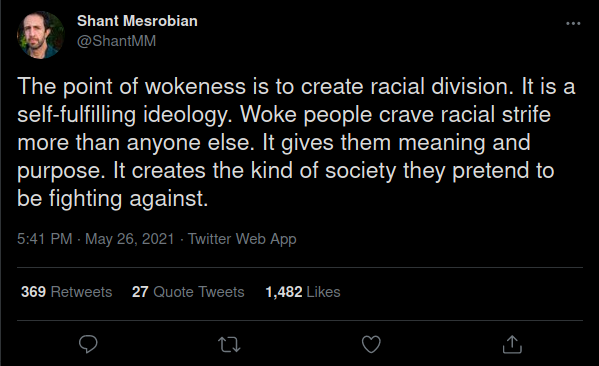 Shant Mesrobian
@ShantMM
The point of wokeness is to create racial division. It is a
self-fulfilling ideology. Woke people crave racial strife
more than anyone else. It gives them meaning and
purpose. It creates the kind of society they pretend to
be fighting against.
5:41 PM · May 26, 2021 · Twitter Web App
369 Retweets 27 Quote Tweets 1,482 Likes